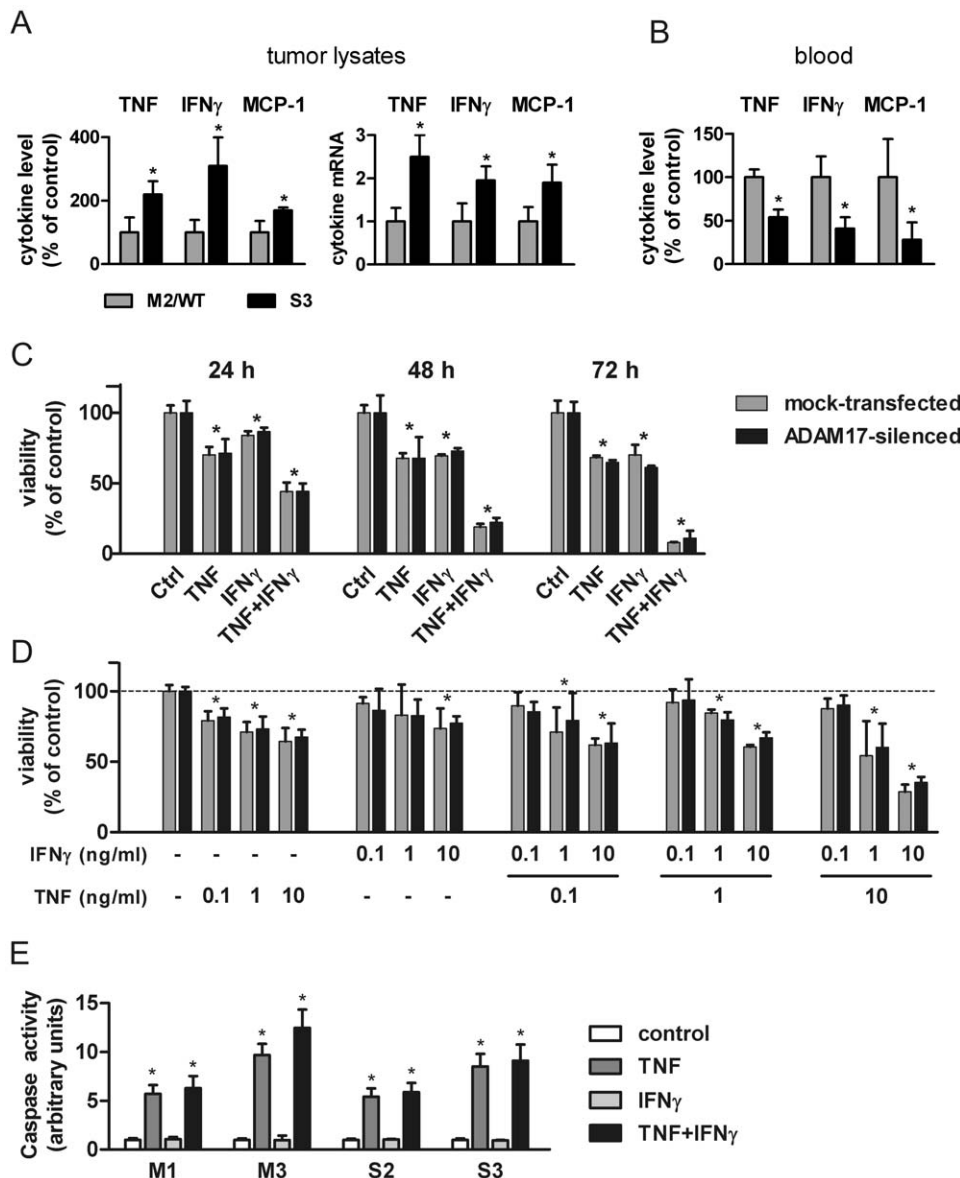 A
tumor lysates
TNF IFNγ MCP-1
cytokine level
(% of control)
400
200
0
* * *
TNF IFNγ MCP-1
cytokine mRNA
3
2
1
0
* * *
M2/WT S3
B
blood
TNF IFNγ MCP-1
cytokine level
(% of control)
150
100
50
0
* * *
C
24 h 48 h 72 h
viability
(% of control)
100
50
0
* * * * * * * * *
Ctrl TNF IFNγ TNF+IFNγ Ctrl TNF IFNγ TNF+IFNγ Ctrl TNF IFNγ TNF+IFNγ
mock-transfected
ADAM17-silenced
D
viability
(% of control)
100
50
0
* * * * * * * * * *
IFNγ (ng/ml) - - - - 0.1 1 10 0.1 1 10 0.1 1 10 0.1 1 10
TNF (ng/ml) - 0.1 1 10 - - - 0.1 1 10
E
Caspase activity
(arbitrary units)
15
10
5
0
* * * * * * * *
M1 M3 S2 S3
control
TNF
IFNγ
TNF+IFNγ